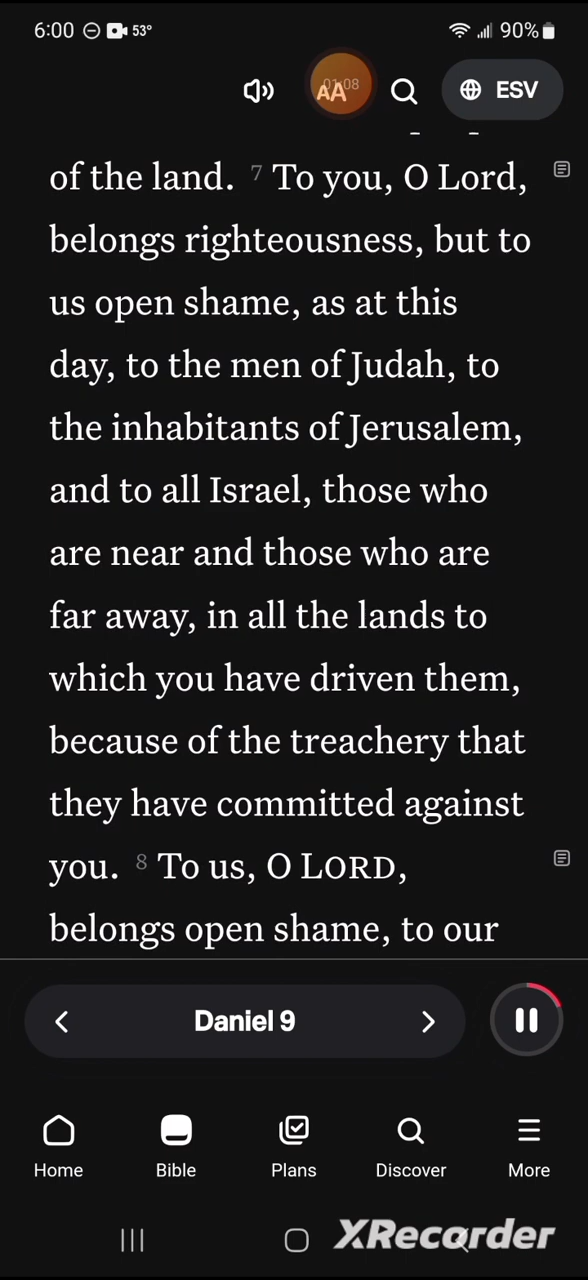 6:00 53° 90%
01:08
AA ESV
of the land. 7 To you, O Lord,
belongs righteousness, but to
us open shame, as at this
day, to the men of Judah, to
the inhabitants of Jerusalem,
and to all Israel, those who
are near and those who are
far away, in all the lands to
which you have driven them,
because of the treachery that
they have committed against
you. 8 To us, O LORD,
belongs open shame, to our
Daniel 9
Home Bible Plans Discover More
XRecorder